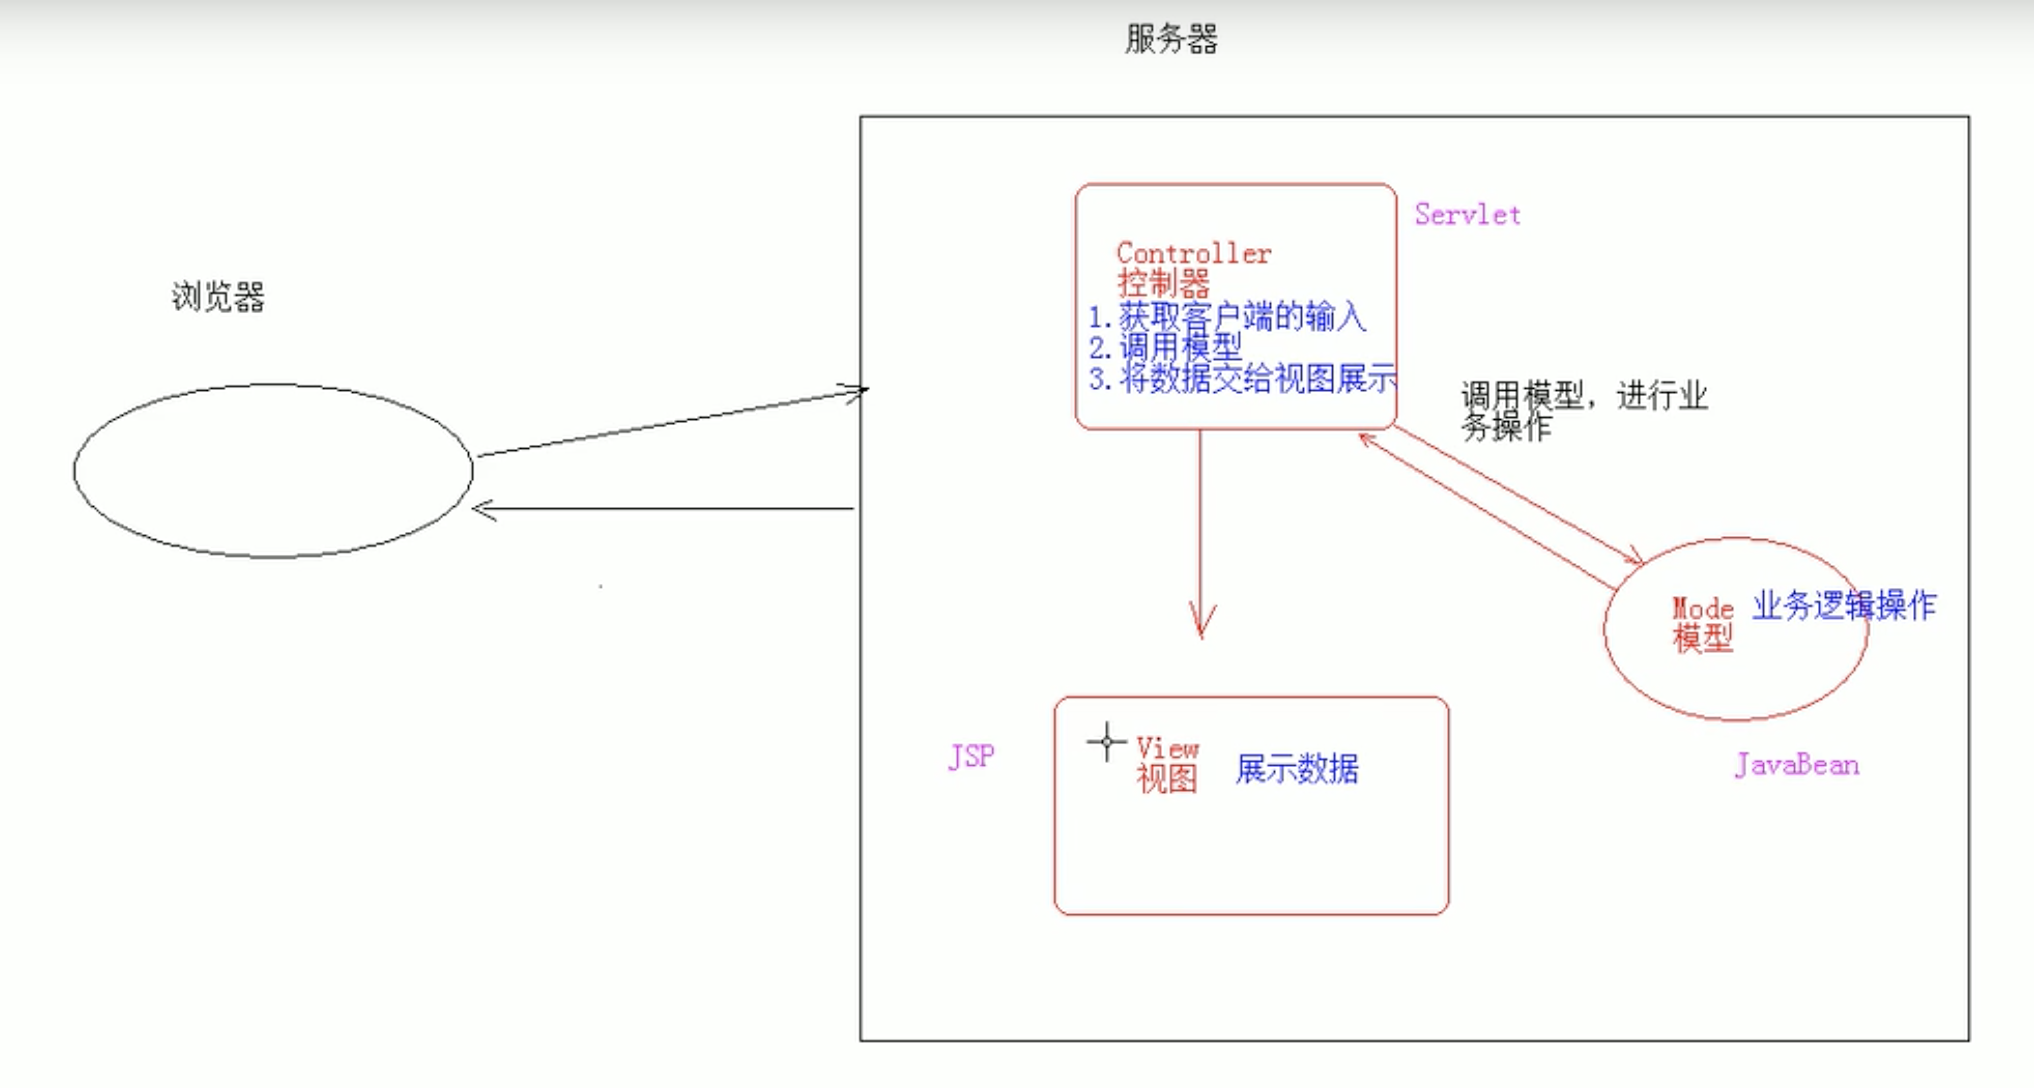 服务器
浏览器
Servlet
Controller
控制器
1.获取客户端的输入
2.调用模型
3.将数据交给视图展示
调用模型，进行业
务操作
Mode 业务逻辑操作
模型
JavaBean
JSP
View
视图
展示数据